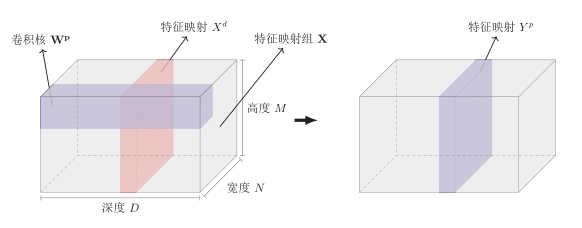 特征映射 X^d
特征映射 Y^p
卷积核 W^p
特征映射组 X
高度 M
宽度 N
深度 D